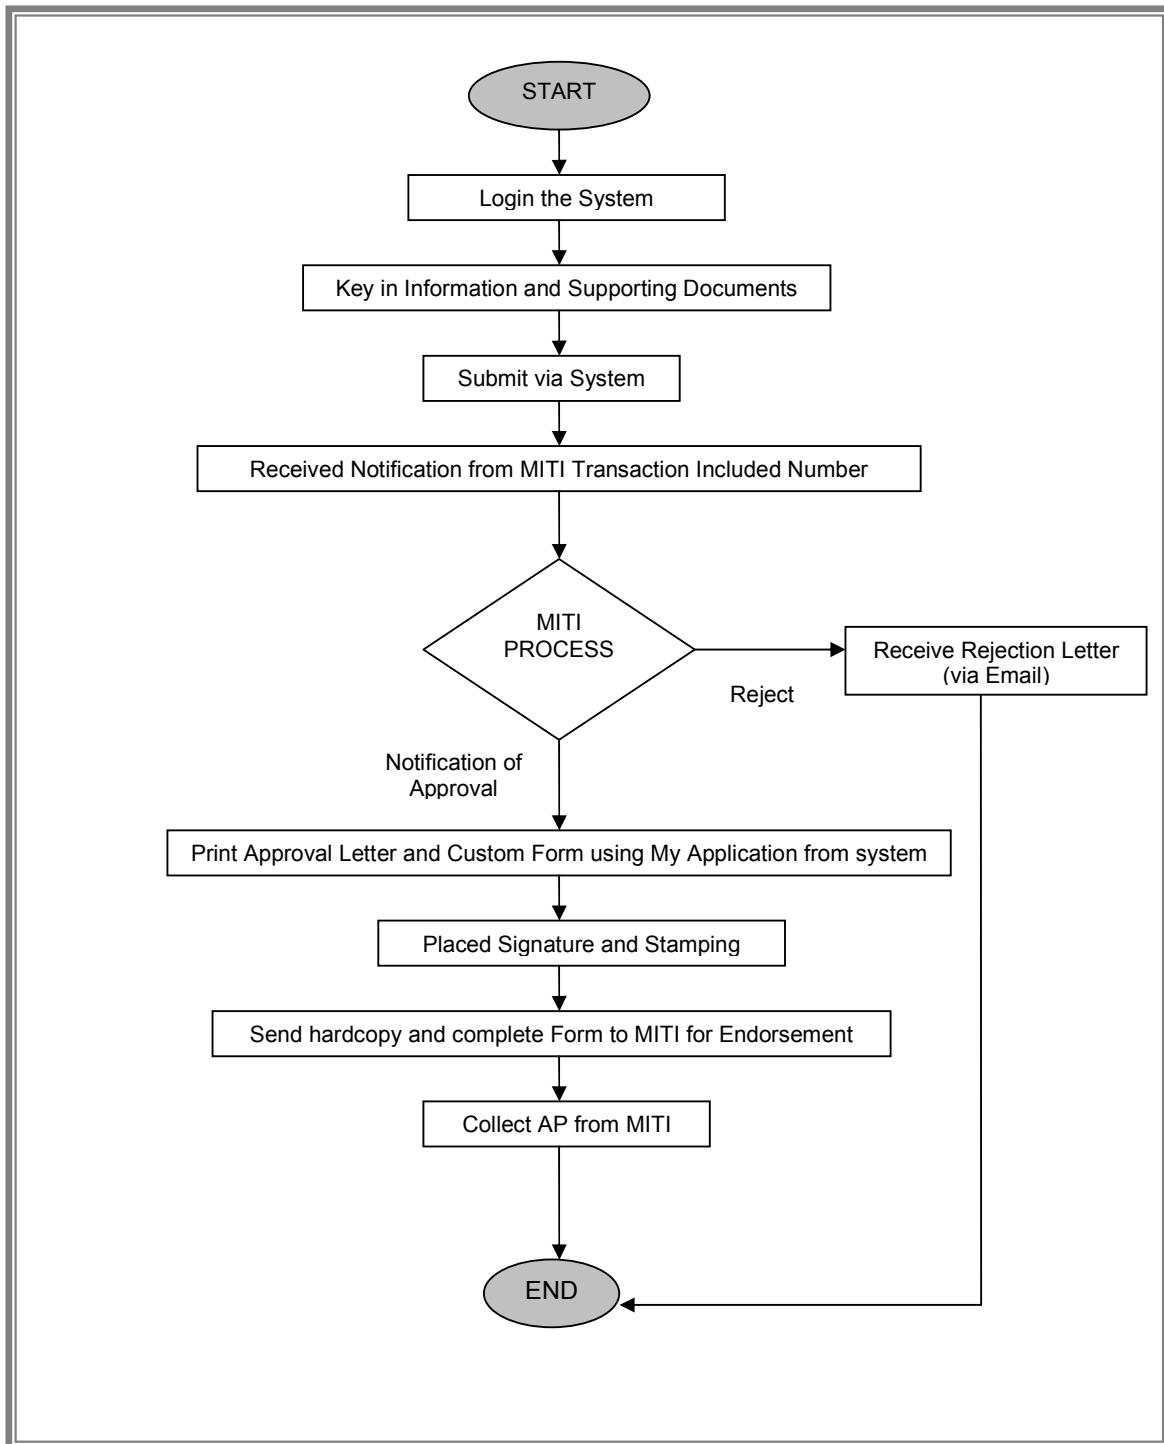 START
Login the System
Key in Information and Supporting Documents
Submit via System
Received Notification from MITI Transaction Included Number
MITI
PROCESS
Receive Rejection Letter
(via Email)
Reject
Notification of
Approval
Print Approval Letter and Custom Form using My Application from system
Placed Signature and Stamping
Send hardcopy and complete Form to MITI for Endorsement
Collect AP from MITI
END